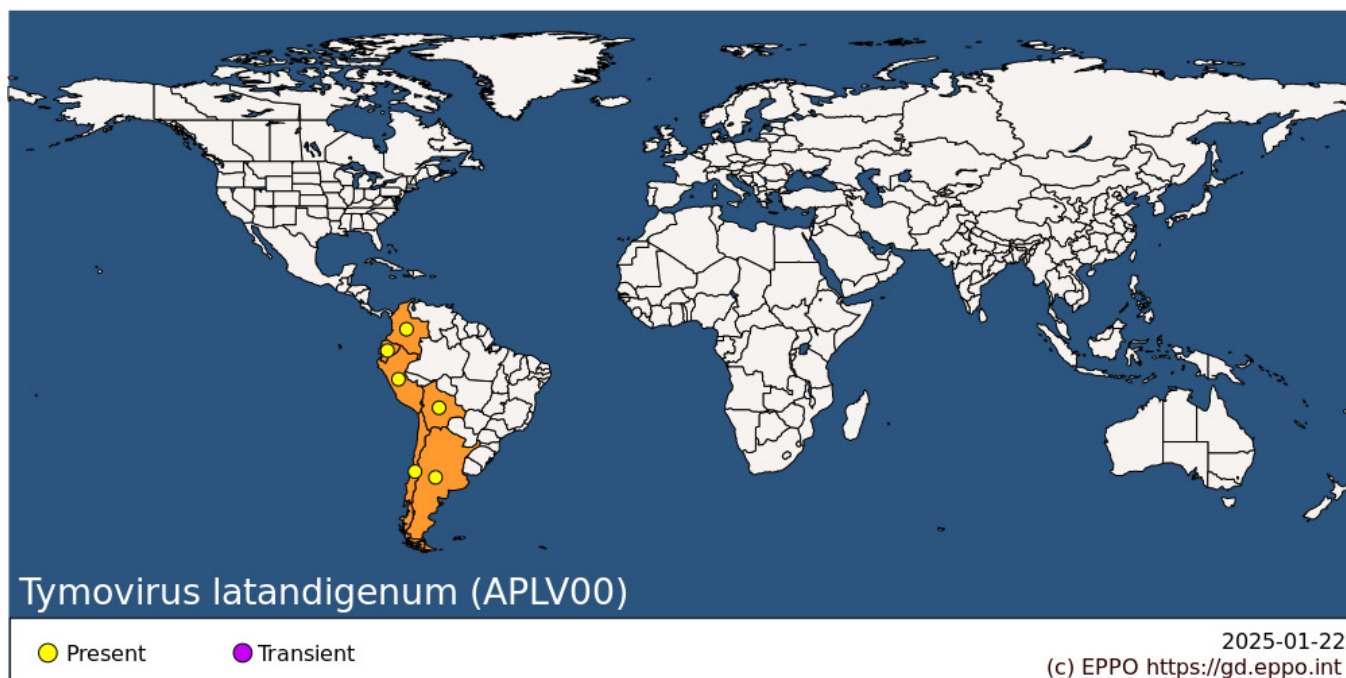 Tymovirus latandigenum (APLV00)
Present
Transient
2025-01-22
(c) EPPO https://gd.eppo.int